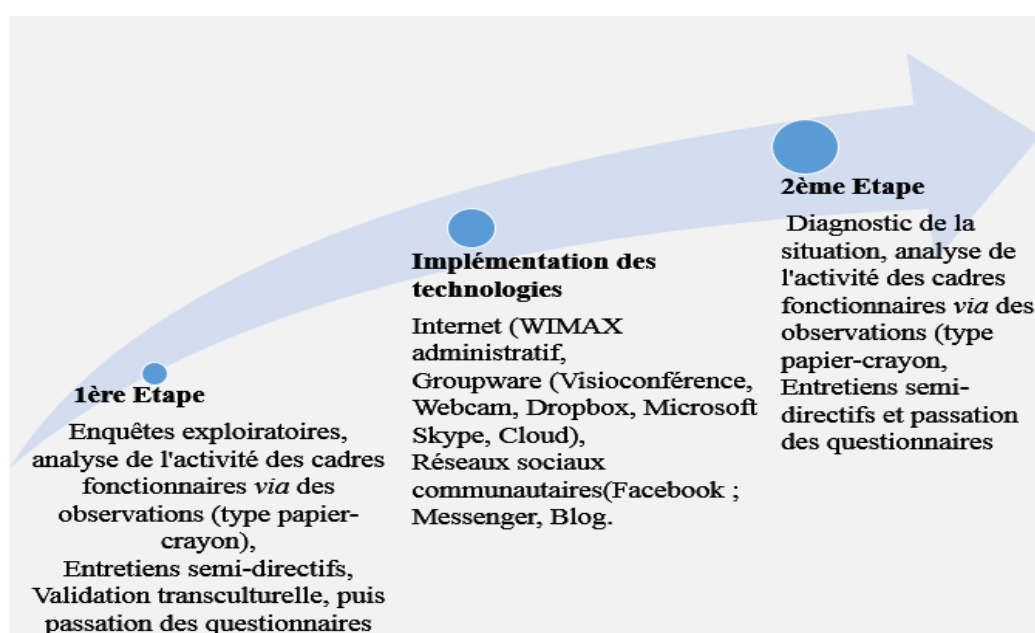 1ère Etape
Enquêtes exploiratoires,
analyse de l'activité des cadres
fonctionnaires via des
observations (type papier-
crayon),
Entretiens semi-directifs,
Validation transculturelle, puis
passation des questionnaires
Implémentation des
technologies
Internet (WIMAX
administratif,
Groupware (Visioconférence,
Webcam, Dropbox, Microsoft
Skype, Cloud),
Réseaux sociaux
communautaires(Facebook ;
Messenger, Blog.
2ème Etape
Diagnostic de la
situation, analyse de
l'activité des cadres
fonctionnaires via des
observations (type
papier-crayon,
Entretiens semi-
directifs et passation
des questionnaires